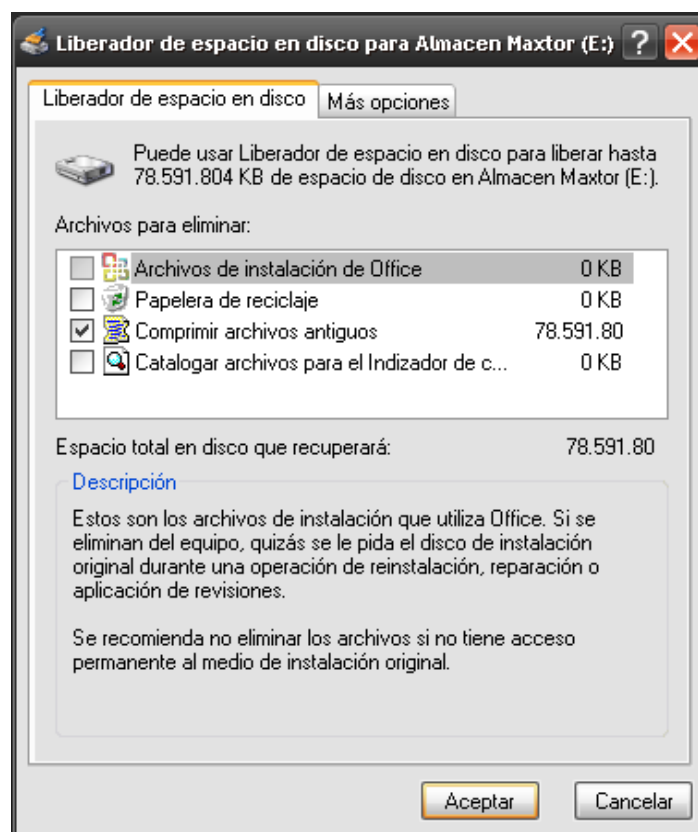 Liberador de espacio en disco para Almacen Maxtor (E:)
Liberador de espacio en disco
Más opciones
Puede usar Liberador de espacio en disco para liberar hasta
78.591.804 KB de espacio de disco en Almacen Maxtor (E:).
Archivos para eliminar:
Archivos de instalación de Office 0 KB
Papelera de reciclaje 0 KB
Comprimir archivos antiguos 78.591.80
Catalogar archivos para el Indizador de c... 0 KB
Espacio total en disco que recuperará: 78.591.80
Descripción
Estos son los archivos de instalación que utiliza Office. Si se
eliminan del equipo, quizás se le pida el disco de instalación
original durante una operación de reinstalación, reparación o
aplicación de revisiones.
Se recomienda no eliminar los archivos si no tiene acceso
permanente al medio de instalación original.
Aceptar
Cancelar